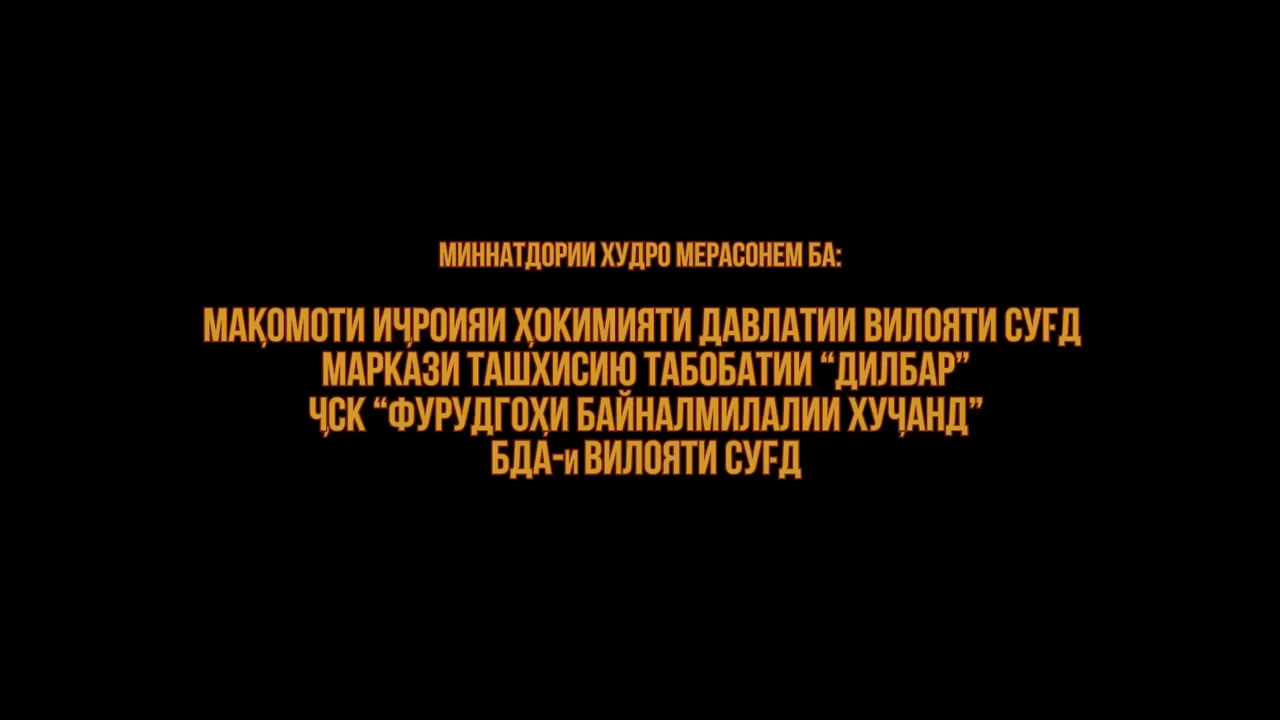 МИННАТДОРИИ ХУДРО МЕРАСОНЕМ БА:
МАҚОМОТИ ИҶРОИЯИ ҲОКИМИЯТИ ДАВЛАТИИ ВИЛОЯТИ СУҒД
МАРКАЗИ ТАШХИСИЮ ТАБОБАТИИ “ДИЛБАР”
ҶСК “ФУРУДГОҲИ БАЙНАЛМИЛАЛИИ ХУҶАНД”
БДА-и ВИЛОЯТИ СУҒД